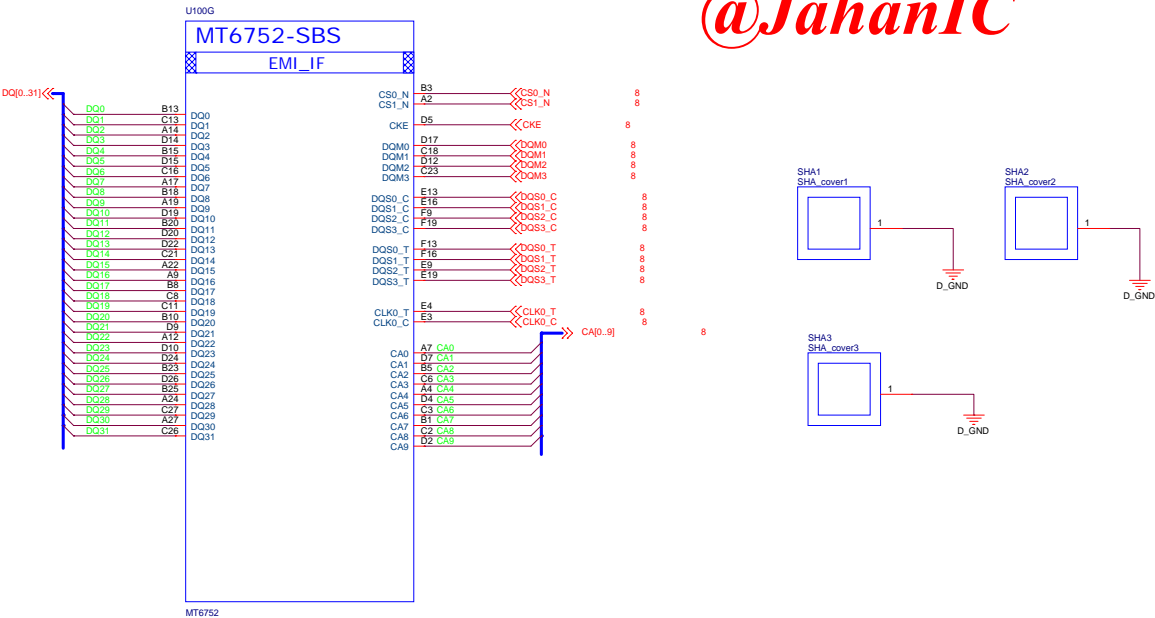 @JahanIC
U100G
MT6752-SBS
EMI_IF
DQ[0..31]
DQ0 B13 DQ0
DQ1 C13 DQ1
DQ2 A14 DQ2
DQ3 D14 DQ3
DQ4 B15 DQ4
DQ5 D15 DQ5
DQ6 C16 DQ6
DQ7 A17 DQ7
DQ8 B18 DQ8
DQ9 A19 DQ9
DQ10 D19 DQ10
DQ11 B20 DQ11
DQ12 D20 DQ12
DQ13 D22 DQ13
DQ14 C21 DQ14
DQ15 A22 DQ15
DQ16 A9 DQ16
DQ17 B8 DQ17
DQ18 C8 DQ18
DQ19 C11 DQ19
DQ20 B10 DQ20
DQ21 D9 DQ21
DQ22 A12 DQ22
DQ23 D10 DQ23
DQ24 D24 DQ24
DQ25 B23 DQ25
DQ26 D26 DQ26
DQ27 B25 DQ27
DQ28 A24 DQ28
DQ29 C27 DQ29
DQ30 A27 DQ30
DQ31 C26 DQ31
CS0_N B3 CS0_N 8
CS1_N A2 CS1_N 8
CKE D5 CKE 8
DQM0 D17 DQM0 8
DQM1 C18 DQM1 8
DQM2 D12 DQM2 8
DQM3 C23 DQM3 8
DQS0_C E13 DQS0_C 8
DQS1_C E16 DQS1_C 8
DQS2_C F9 DQS2_C 8
DQS3_C F19 DQS3_C 8
DQS0_T F13 DQS0_T 8
DQS1_T F16 DQS1_T 8
DQS2_T E9 DQS2_T 8
DQS3_T E19 DQS3_T 8
CLK0_T E4 CLK0_T 8
CLK0_C E3 CLK0_C 8
CA[0..9] 8
CA0 A7 CA0
CA1 D7 CA1
CA2 B5 CA2
CA3 C6 CA3
CA4 A4 CA4
CA5 D4 CA5
CA6 C3 CA6
CA7 B1 CA7
CA8 C2 CA8
CA9 D2 CA9
MT6752
SHA1
SHA_cover1
1
D_GND
SHA2
SHA_cover2
1
D_GND
SHA3
SHA_cover3
1
D_GND